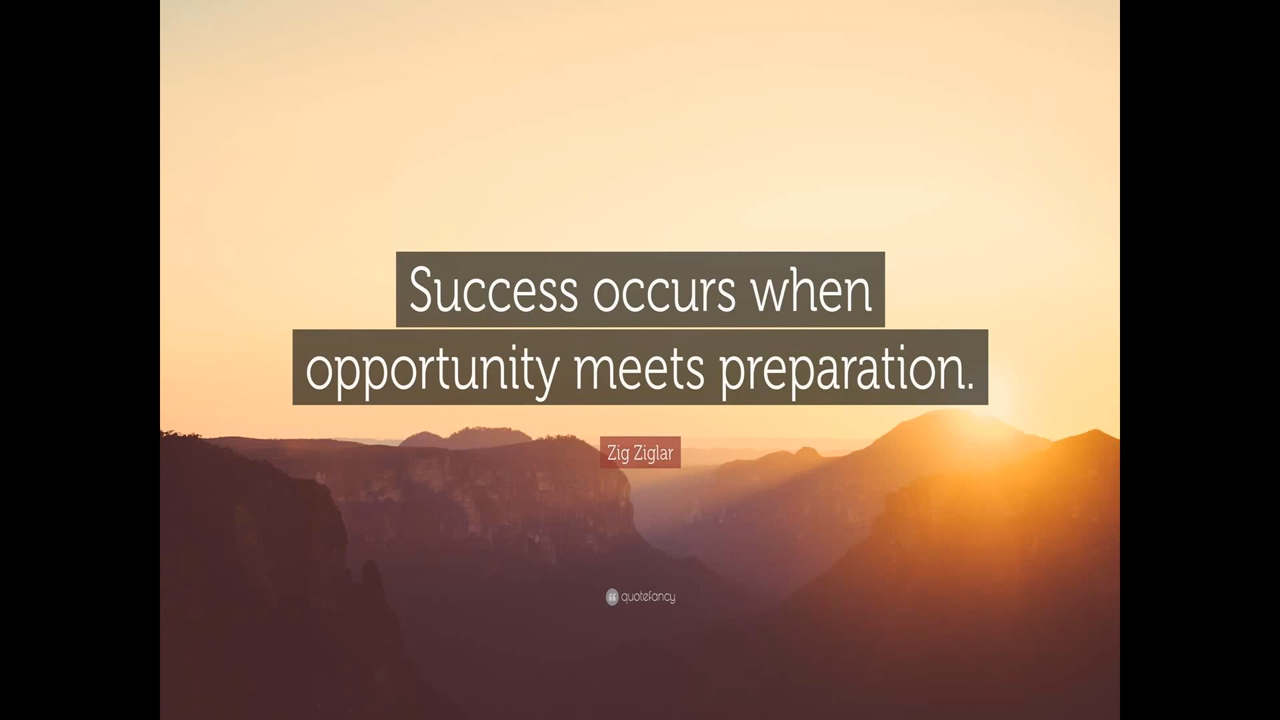 Success occurs when
opportunity meets preparation.
Zig Ziglar
quotefancy